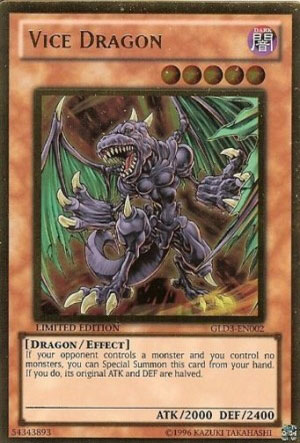 VICE DRAGON
DARK
闇
LIMITED EDITION
GLD3-EN002
[DRAGON / EFFECT]
If your opponent controls a monster and you control no
monsters, you can Special Summon this card from your hand.
If you do, its original ATK and DEF are halved.
ATK/2000 DEF/2400
54343893
©1996 KAZUKI TAKAHASHI